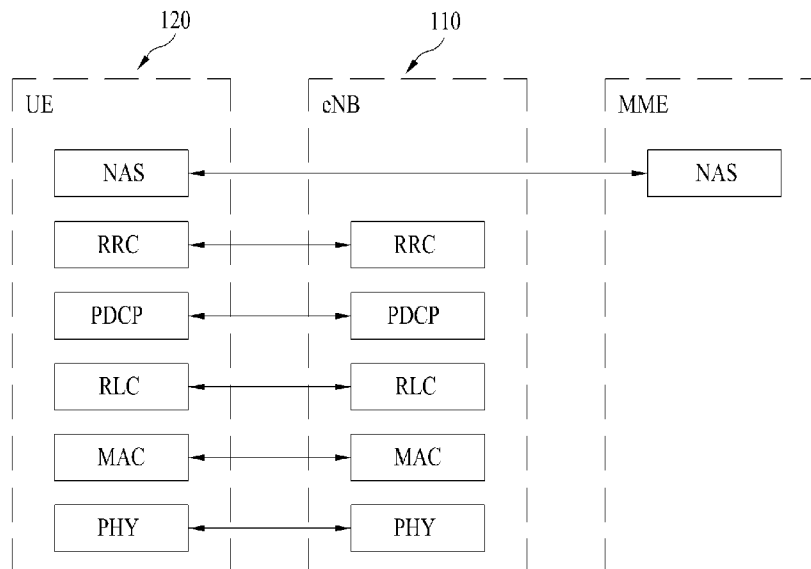 120
110
UE
eNB
MME
NAS
NAS
RRC
RRC
PDCP
PDCP
RLC
RLC
MAC
MAC
PHY
PHY